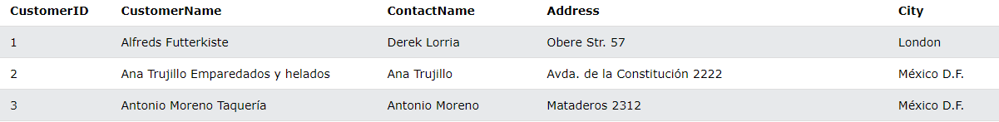 CustomerID CustomerName ContactName Address City
1 Alfreds Futterkiste Derek Lorria Obere Str. 57 London
2 Ana Trujillo Emparedados y helados Ana Trujillo Avda. de la Constitución 2222 México D.F.
3 Antonio Moreno Taquería Antonio Moreno Mataderos 2312 México D.F.